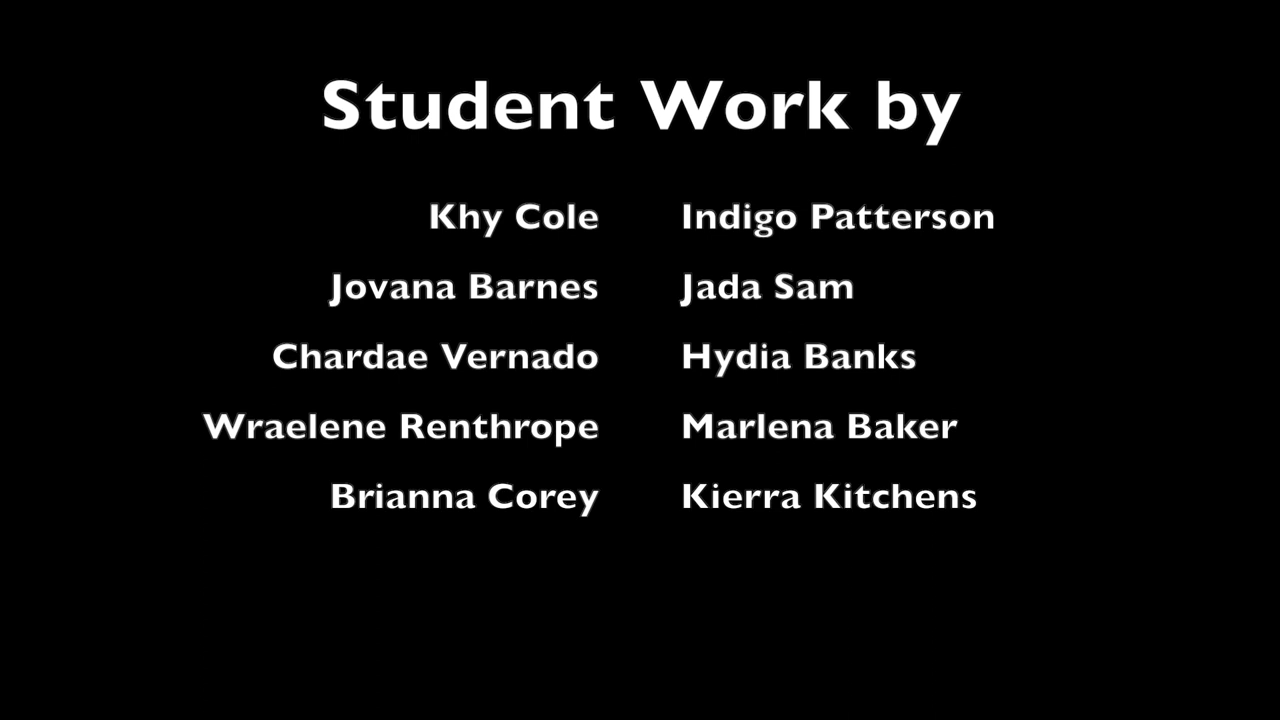 Student Work by
Khy Cole Indigo Patterson
Jovana Barnes Jada Sam
Chardae Vernado Hydia Banks
Wraelene Renthrope Marlena Baker
Brianna Corey Kierra Kitchens